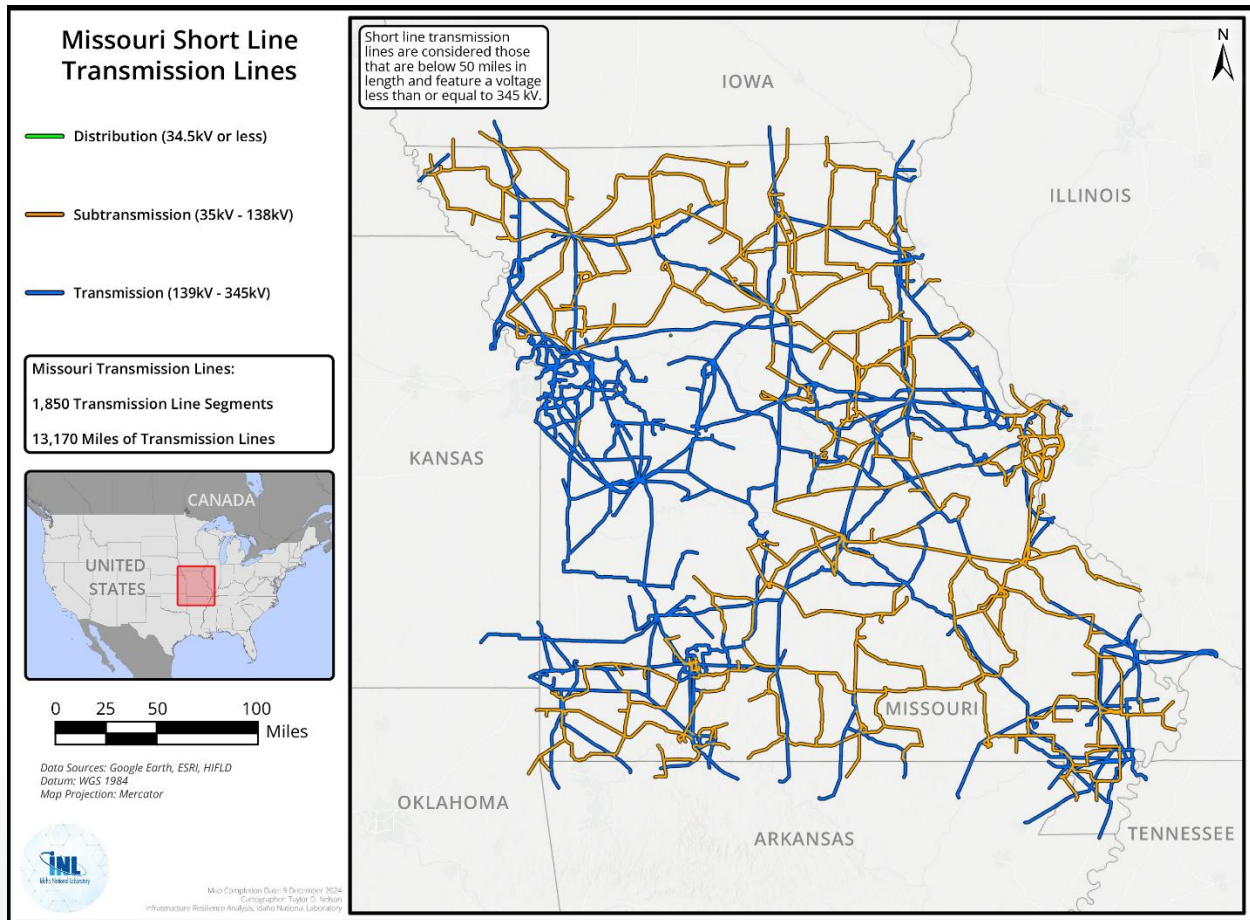 Missouri Short Line
Transmission Lines
Distribution (34.5kV or less)
Subtransmission (35kV - 138kV)
Transmission (139kV - 345kV)
Missouri Transmission Lines:
1,850 Transmission Line Segments
13,170 Miles of Transmission Lines
CANADA
UNITED
STATES
0 25 50 100
Miles
Data Sources: Google Earth, ESRI, HIFLD
Datum: WGS 1984
Map Projection: Mercator
INL
Idaho National Laboratory
Map Completion Date: 9 December 2024
Cartographer: Taylor D. Nelson
Infrastructure Resilience Analysis, Idaho National Laboratory
Short line transmission
lines are considered those
that are below 50 miles in
length and feature a voltage
less than or equal to 345 kV.
N
IOWA
ILLINOIS
KANSAS
MISSOURI
OKLAHOMA
ARKANSAS
TENNESSEE